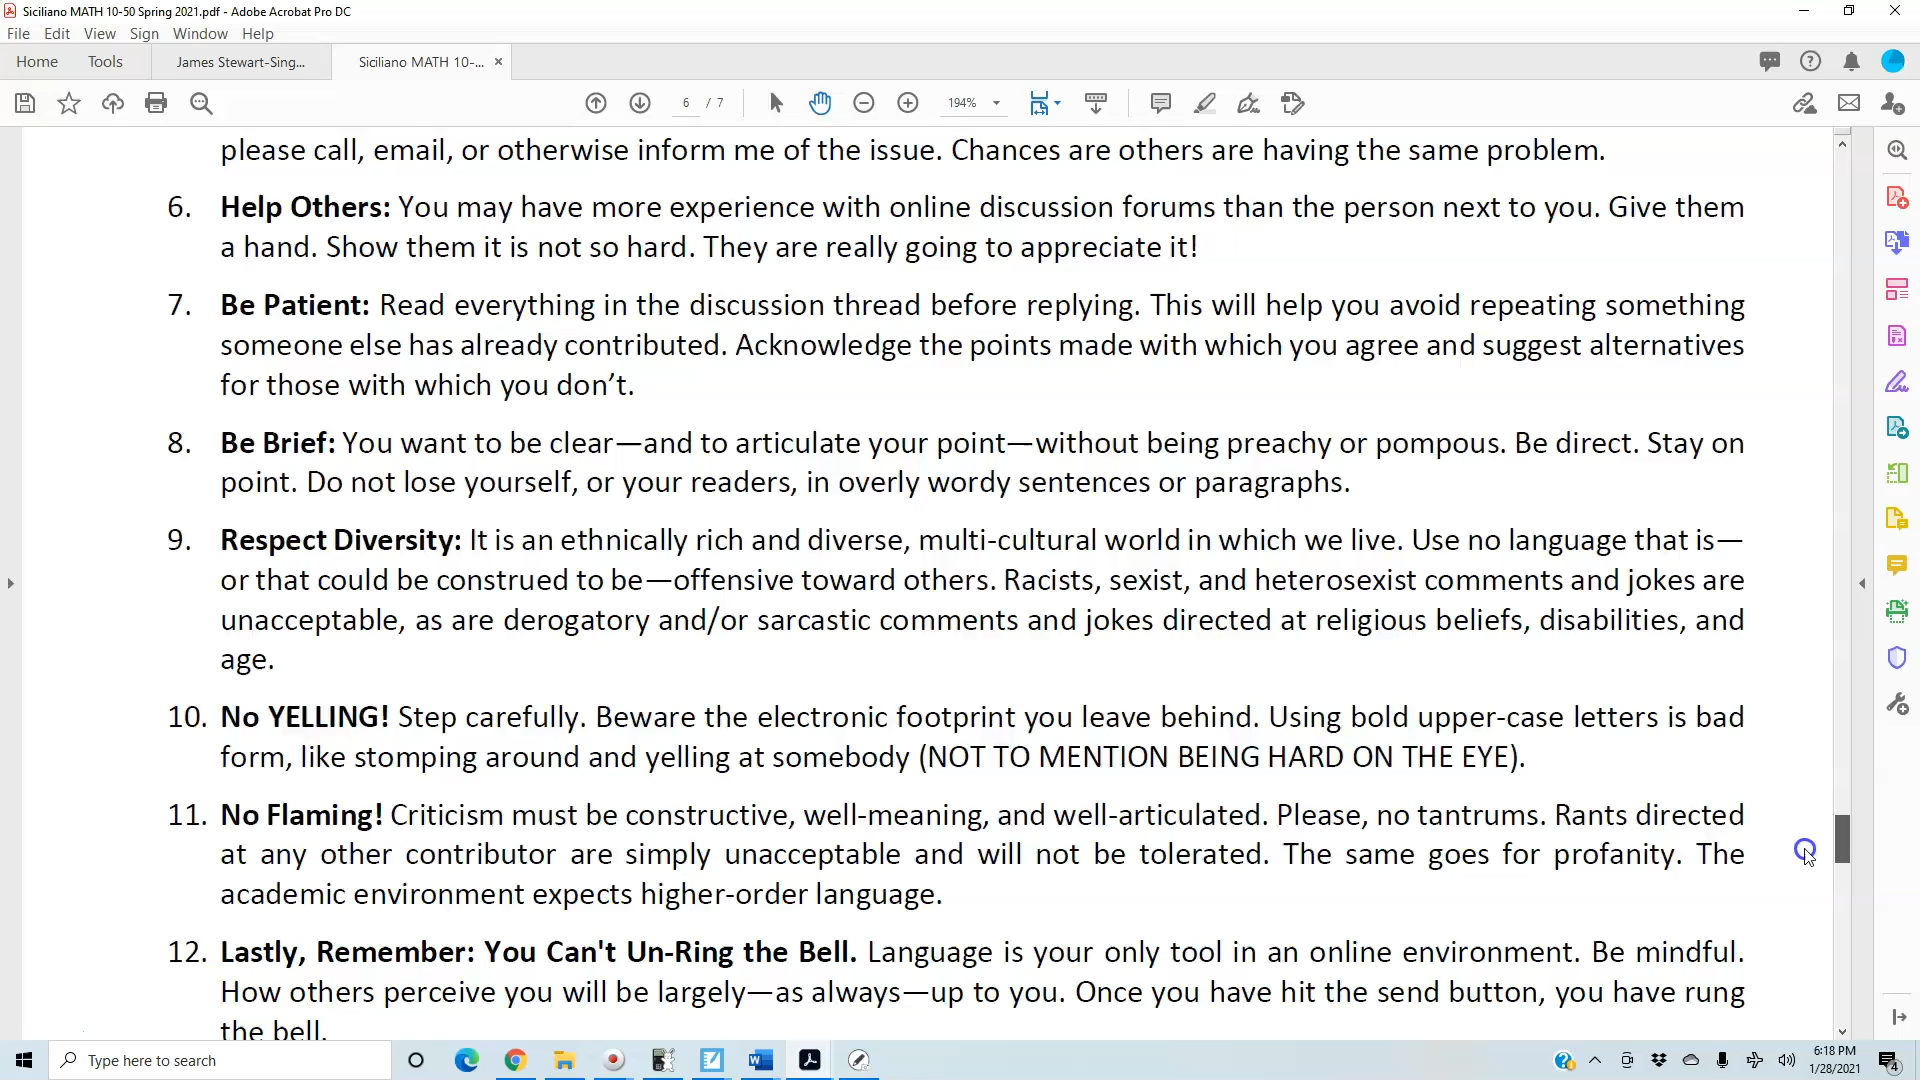 Siciliano MATH 10-50 Spring 2021.pdf - Adobe Acrobat Pro DC
File Edit View Sign Window Help
Home Tools James Stewart-Sing... Siciliano MATH 10-...
6 / 7 194%
please call, email, or otherwise inform me of the issue. Chances are others are having the same problem.
6. Help Others: You may have more experience with online discussion forums than the person next to you. Give them
a hand. Show them it is not so hard. They are really going to appreciate it!
7. Be Patient: Read everything in the discussion thread before replying. This will help you avoid repeating something
someone else has already contributed. Acknowledge the points made with which you agree and suggest alternatives
for those with which you don’t.
8. Be Brief: You want to be clear—and to articulate your point—without being preachy or pompous. Be direct. Stay on
point. Do not lose yourself, or your readers, in overly wordy sentences or paragraphs.
9. Respect Diversity: It is an ethnically rich and diverse, multi-cultural world in which we live. Use no language that is—
or that could be construed to be—offensive toward others. Racists, sexist, and heterosexist comments and jokes are
unacceptable, as are derogatory and/or sarcastic comments and jokes directed at religious beliefs, disabilities, and
age.
10. No YELLING! Step carefully. Beware the electronic footprint you leave behind. Using bold upper-case letters is bad
form, like stomping around and yelling at somebody (NOT TO MENTION BEING HARD ON THE EYE).
11. No Flaming! Criticism must be constructive, well-meaning, and well-articulated. Please, no tantrums. Rants directed
at any other contributor are simply unacceptable and will not be tolerated. The same goes for profanity. The
academic environment expects higher-order language.
12. Lastly, Remember: You Can't Un-Ring the Bell. Language is your only tool in an online environment. Be mindful.
How others perceive you will be largely—as always—up to you. Once you have hit the send button, you have rung
the bell.
Type here to search
6:18 PM
1/28/2021
4